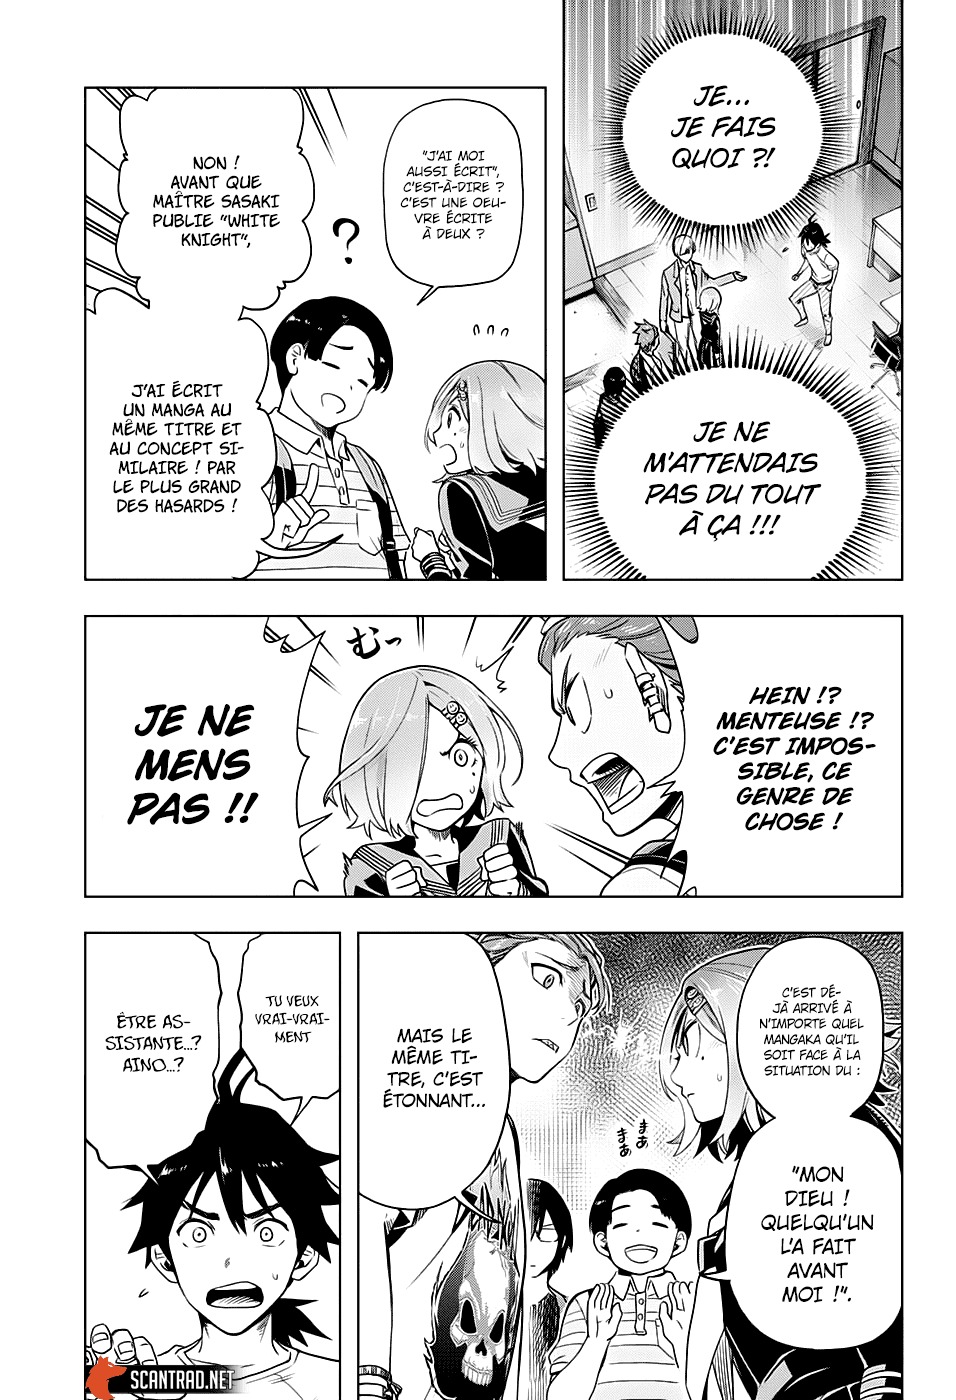 JE...
JE FAIS
QUOI ?!
JE NE
M'ATTENDAIS
PAS DU TOUT
À ÇA !!!
"J'AI MOI
AUSSI ÉCRIT",
C'EST-À-DIRE ?
C'EST UNE OEU-
VRE ÉCRITE
À DEUX ?
?
NON !
AVANT QUE
MAÎTRE SASAKI
PUBLIE "WHITE
KNIGHT",
J'AI ÉCRIT
UN MANGA AU
MÊME TITRE ET
AU CONCEPT SI-
MILAIRE ! PAR
LE PLUS GRAND
DES HASARDS !
HEIN !?
MENTEUSE !?
C'EST IMPOS-
SIBLE, CE
GENRE DE
CHOSE !
むっ
JE NE
MENS
PAS !!
C'EST DÉ-
JÀ ARRIVÉ À
N'IMPORTE QUEL
MANGAKA QU'IL
SOIT FACE À LA
SITUATION DU :
"MON
DIEU !
QUELQU'UN
L'A FAIT
AVANT
MOI !".
まぁ
まぁ
MAIS LE
MÊME TI-
TRE, C'EST
ÉTONNANT...
TU VEUX
VRAI-VRAI-
MENT
ÊTRE AS-
SISTANTE...?
AINO...?
SCANTRAD.NET